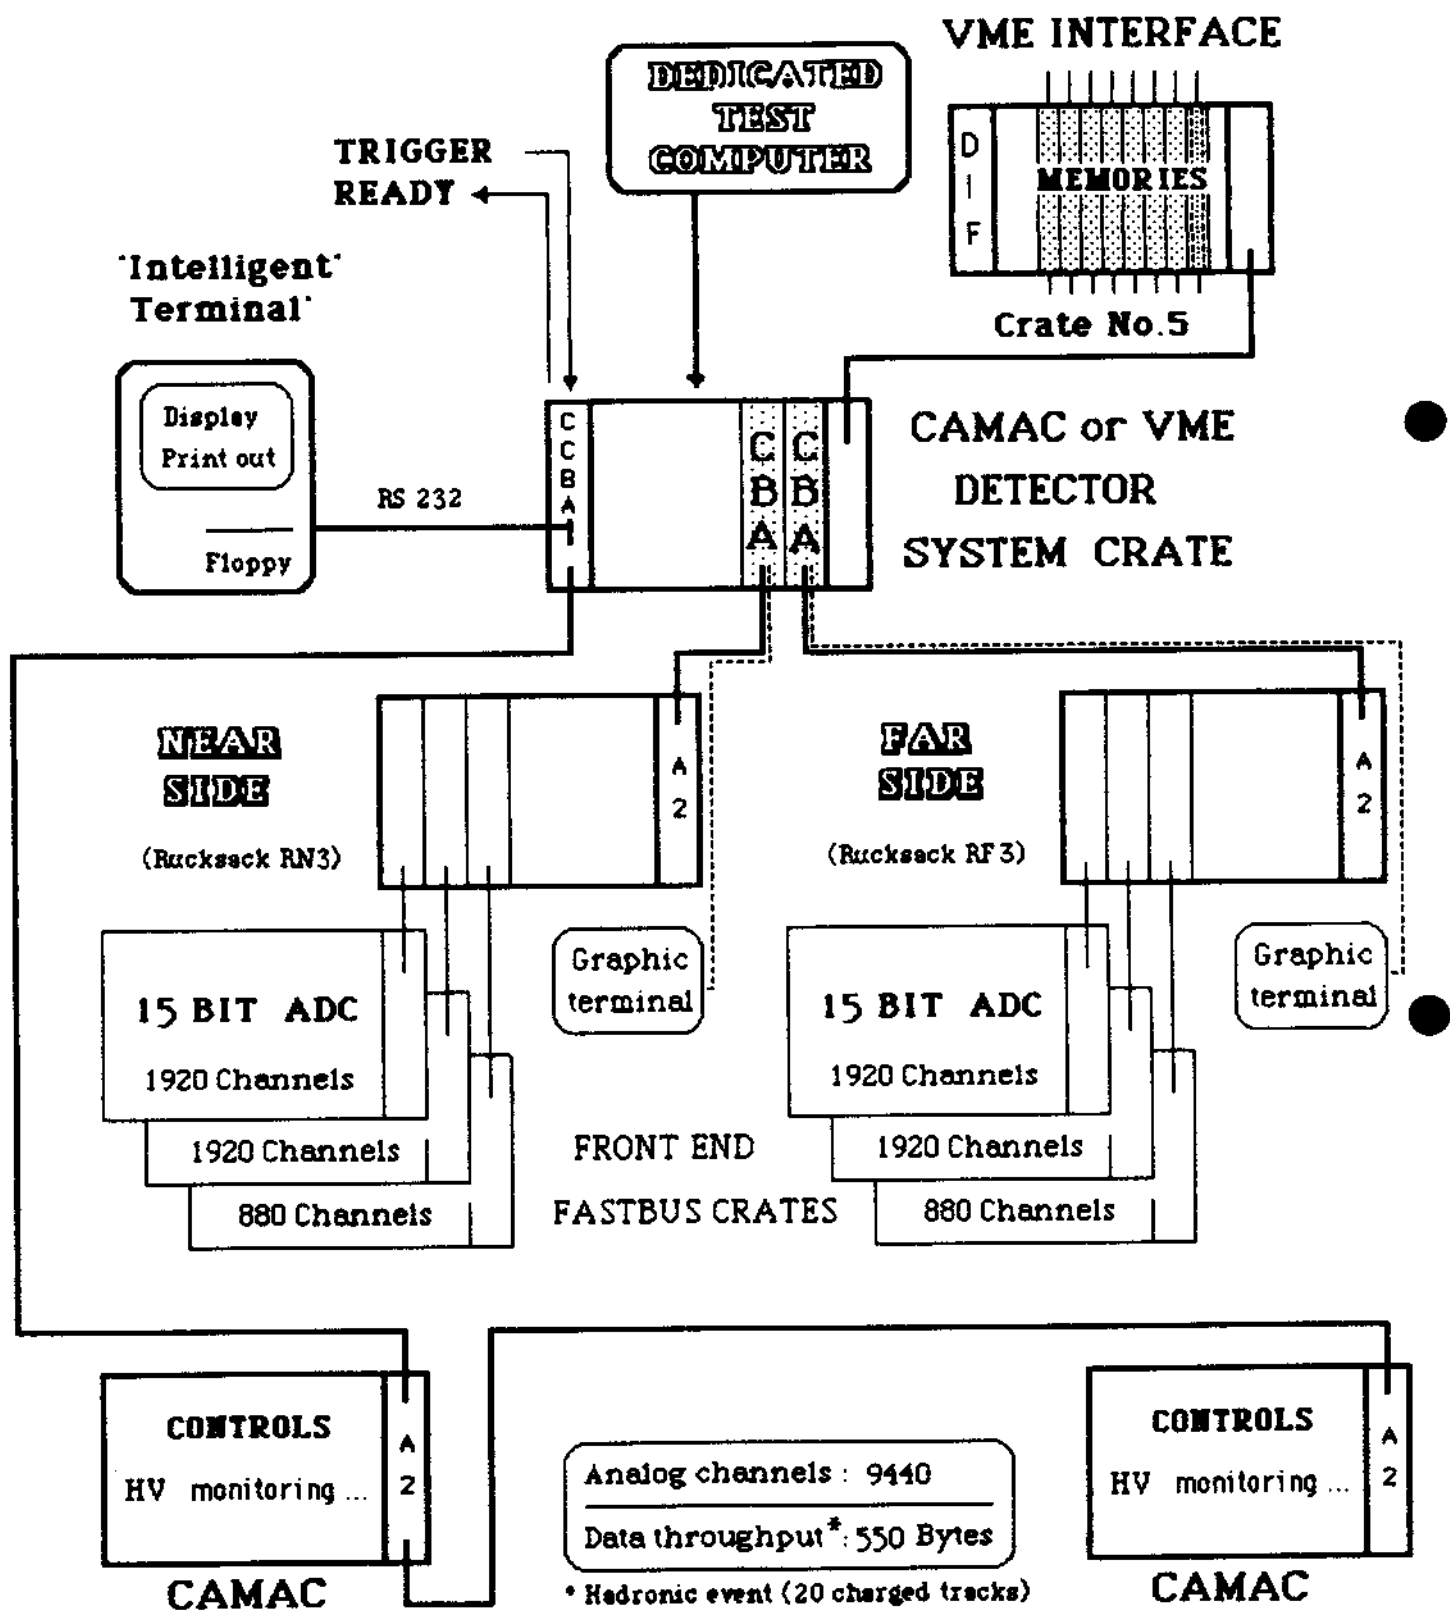 VME INTERFACE
DEDICATED
TEST
COMPUTER
D
I
F
MEMORIES
Crate No.5
TRIGGER
READY
'Intelligent'
Terminal'
Display
Print out
Floppy
RS 232
C
C
B
A
C
B
A
C
B
A
CAMAC or VME
DETECTOR
SYSTEM CRATE
NEAR
SIDE
(Rucksack RN3)
A
2
FAR
SIDE
(Rucksack RF3)
A
2
Graphic
terminal
Graphic
terminal
15 BIT ADC
1920 Channels
1920 Channels
880 Channels
FRONT END
FASTBUS CRATES
15 BIT ADC
1920 Channels
1920 Channels
880 Channels
CONTROLS
HV monitoring ...
A
2
CAMAC
Analog channels : 9440
Data throughput*: 550 Bytes
* Hadronic event (20 charged tracks)
CONTROLS
HV monitoring ...
A
2
CAMAC